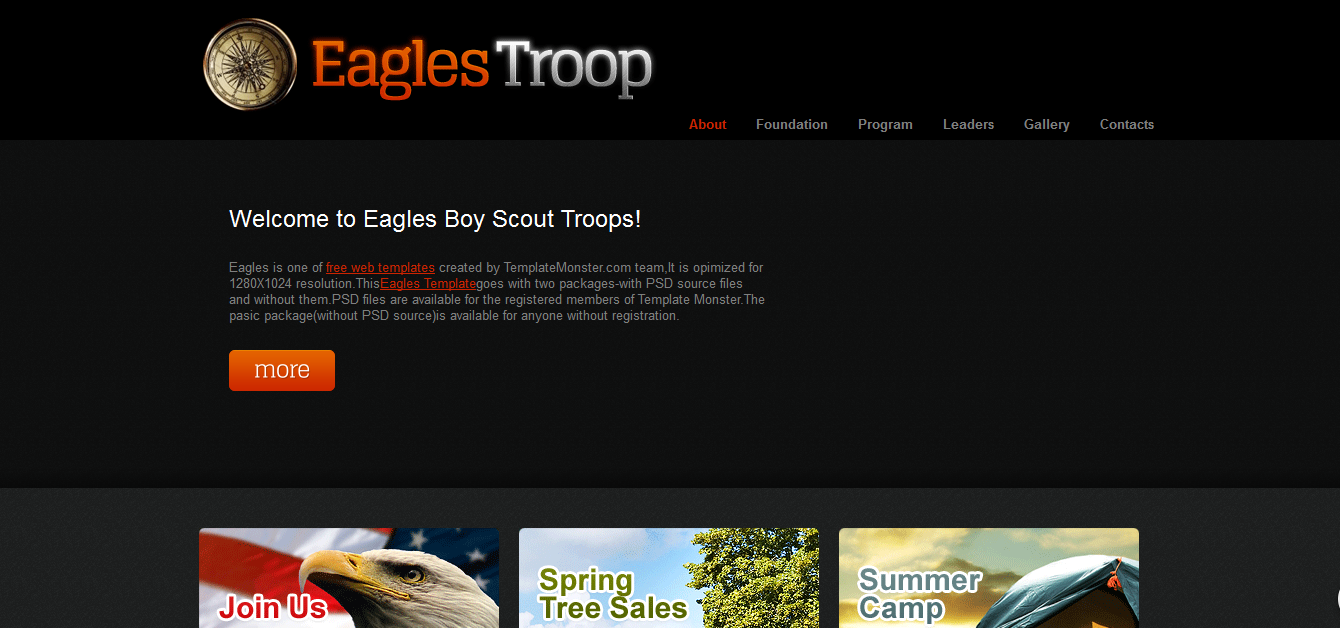 Eagles Troop
About Foundation Program Leaders Gallery Contacts
Welcome to Eagles Boy Scout Troops!
Eagles is one of free web templates created by TemplateMonster.com team,It is opimized for
1280X1024 resolution.ThisEagles Templategoes with two packages-with PSD source files
and without them.PSD files are available for the registered members of Template Monster.The
pasic package(without PSD source)is available for anyone without registration.
more
Join Us
Spring
Tree Sales
Summer
Camp